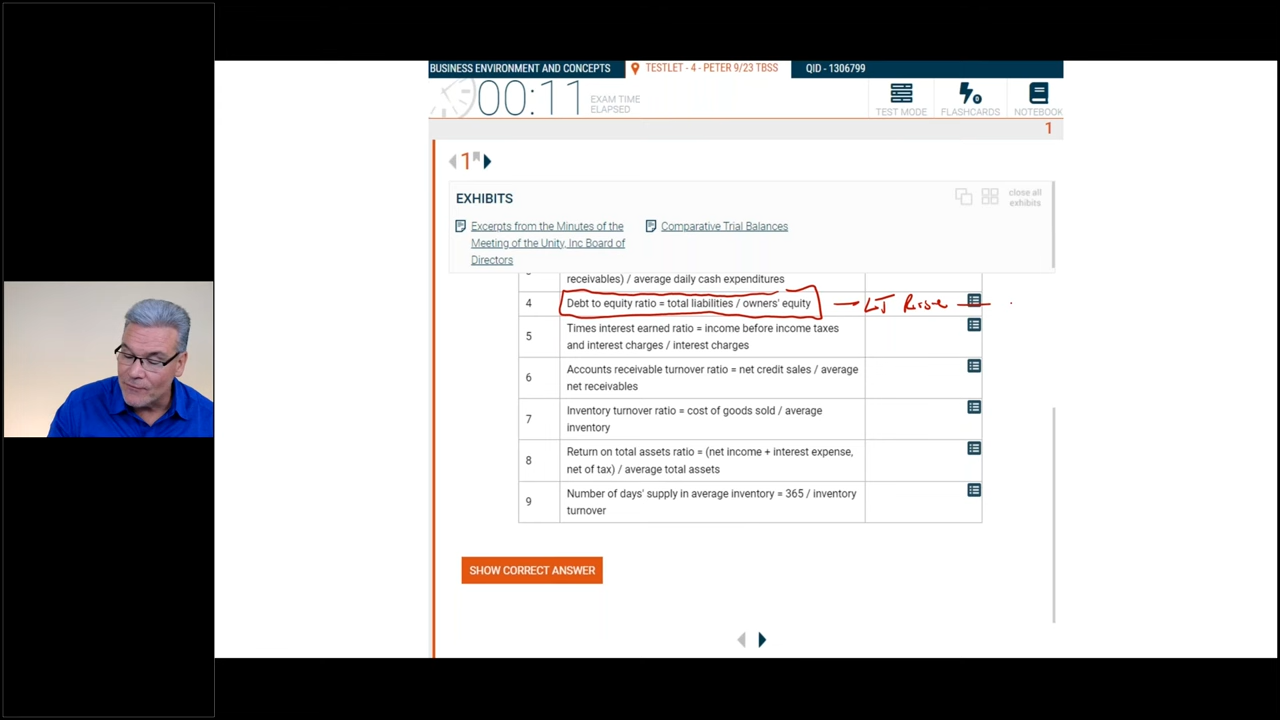 BUSINESS ENVIRONMENT AND CONCEPTS
TESTLET - 4 - PETER 9/23 TBSS
QID - 1306799
00:11
EXAM TIME
ELAPSED
TEST MODE
FLASHCARDS
NOTEBOOK
1
1
EXHIBITS
close all
exhibits
Excerpts from the Minutes of the
Meeting of the Unity, Inc Board of
Directors
Comparative Trial Balances
receivables) / average daily cash expenditures
4
Debt to equity ratio = total liabilities / owners' equity
LT
5
Times interest earned ratio = income before income taxes
and interest charges / interest charges
6
Accounts receivable turnover ratio = net credit sales / average
net receivables
7
Inventory turnover ratio = cost of goods sold / average
inventory
8
Return on total assets ratio = (net income + interest expense,
net of tax) / average total assets
9
Number of days' supply in average inventory = 365 / inventory
turnover
SHOW CORRECT ANSWER